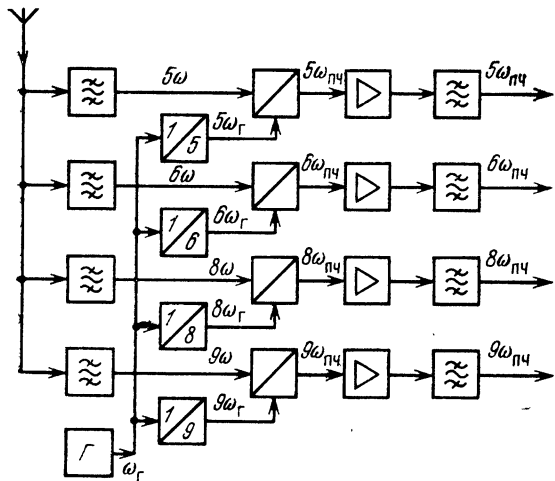 5ω 5ωпч 5ωпч
1/5 5ωг
6ω 6ωпч 6ωпч
1/6 6ωг
8ω 8ωпч 8ωпч
1/8 8ωг
9ω 9ωпч 9ωпч
1/9 9ωг
Г ωг